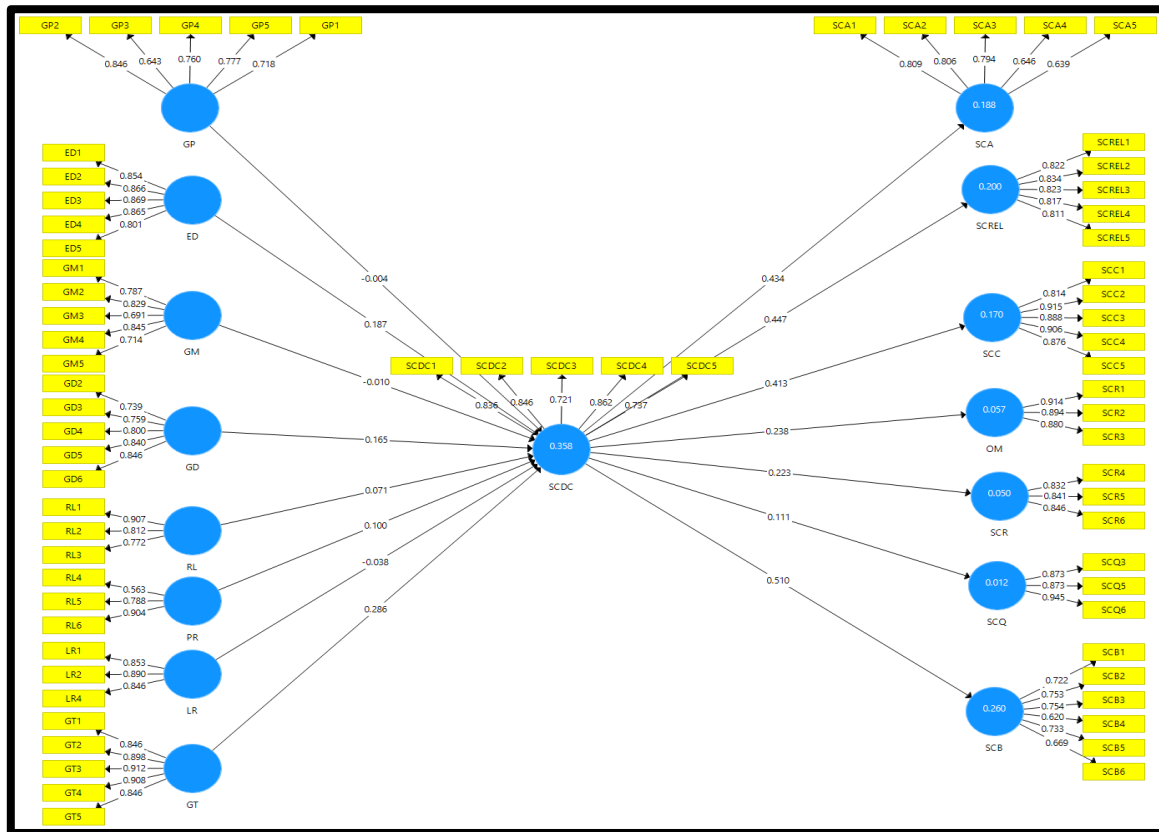 GP2 GP3 GP4 GP5 GP1
0.846 0.643 0.760 0.777 0.718
GP
SCA1 SCA2 SCA3 SCA4 SCA5
0.809 0.806 0.794 0.646 0.639
0.188
SCA
ED1
ED2
ED3
ED4
ED5
0.854
0.866
0.869
0.865
0.801
ED
SCREL1
SCREL2
SCREL3
SCREL4
SCREL5
0.822
0.834
0.823
0.817
0.811
0.200
SCREL
GM1
GM2
GM3
GM4
GM5
0.787
0.829
0.691
0.845
0.714
GM
SCC1
SCC2
SCC3
SCC4
SCC5
0.814
0.915
0.888
0.906
0.876
0.170
SCC
GD2
GD3
GD4
GD5
GD6
0.739
0.759
0.800
0.840
0.846
GD
-0.004
0.187
-0.010
0.165
0.071
0.100
-0.038
0.286
SCDC1 SCDC2 SCDC3 SCDC4 SCDC5
0.836 0.846 0.721 0.862 0.737
0.358
SCDC
0.434
0.447
0.413
0.238
0.223
0.111
0.510
SCR1
SCR2
SCR3
0.914
0.894
0.880
0.057
OM
RL1
RL2
RL3
0.907
0.812
0.772
RL
SCR4
SCR5
SCR6
0.832
0.841
0.846
0.050
SCR
RL4
RL5
RL6
0.563
0.788
0.904
PR
SCQ3
SCQ5
SCQ6
0.873
0.873
0.945
0.012
SCQ
LR1
LR2
LR4
0.853
0.890
0.846
LR
SCB1
SCB2
SCB3
SCB4
SCB5
SCB6
0.722
0.753
0.754
0.620
0.733
0.669
0.260
SCB
GT1
GT2
GT3
GT4
GT5
0.846
0.898
0.912
0.908
0.846
GT